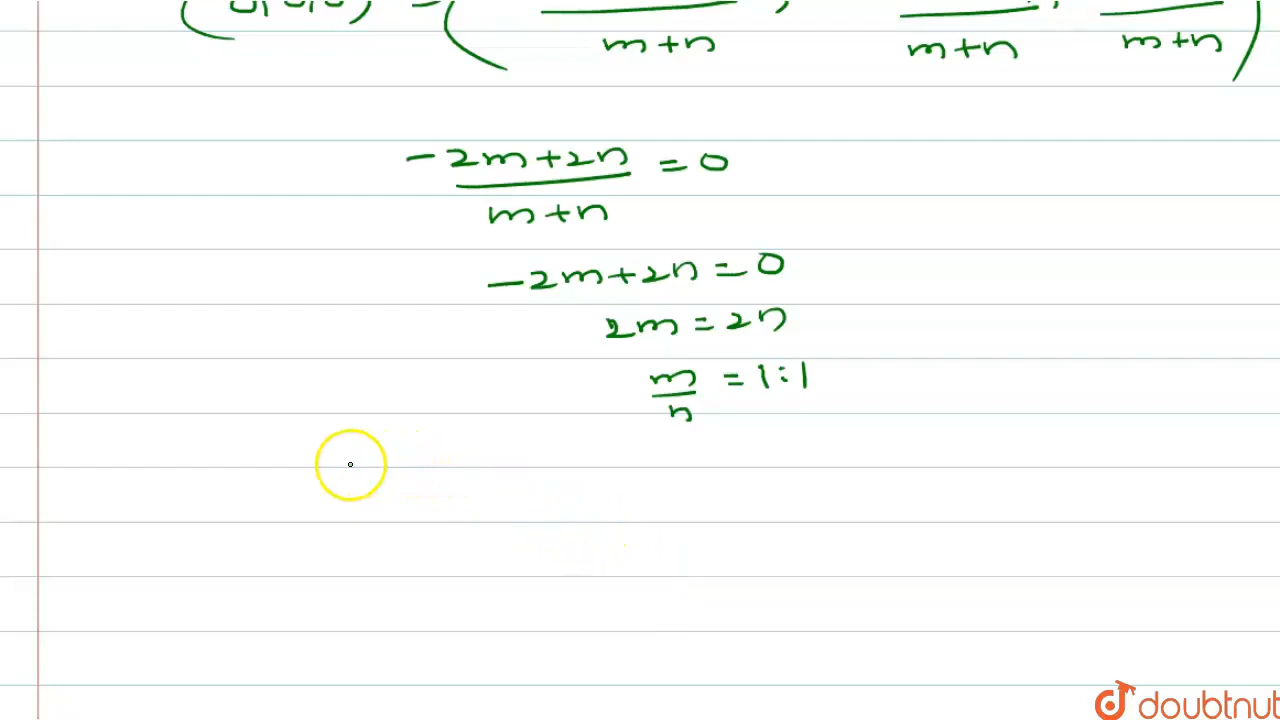 m+n m+n m+n
-2m+2n = 0
m+n
-2m+2n = 0
2m = 2n
m = 1:1
n
doubtnut